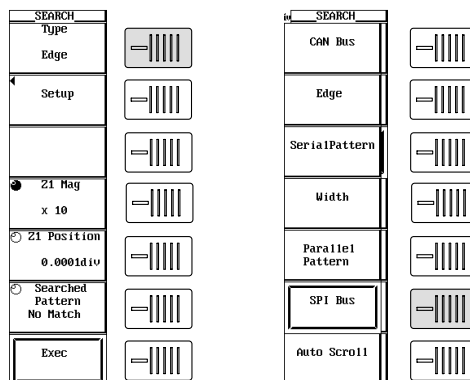 SEARCH
Type
Edge
Setup
Z1 Mag
x 10
Z1 Position
0.0001div
Searched
Pattern
No Match
Exec
iv
SEARCH
CAN Bus
Edge
SerialPattern
Width
Parallel
Pattern
SPI Bus
Auto Scroll